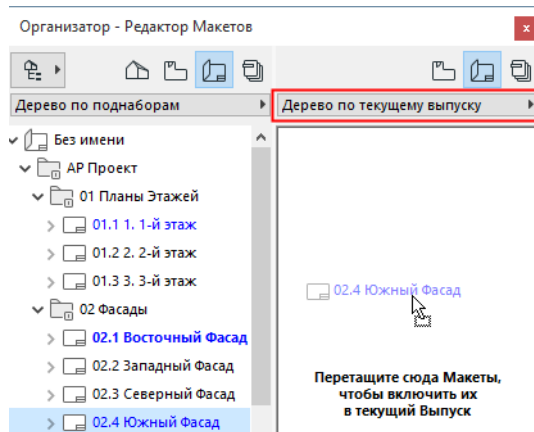 Организатор - Редактор Макетов
x
Дерево по поднаборам
Дерево по текущему выпуску
Без имени
АР Проект
01 Планы Этажей
01.1 1. 1-й этаж
01.2 2. 2-й этаж
01.3 3. 3-й этаж
02 Фасады
02.1 Восточный Фасад
02.2 Западный Фасад
02.3 Северный Фасад
02.4 Южный Фасад
02.4 Южный Фасад
Перетащите сюда Макеты,
чтобы включить их
в текущий Выпуск